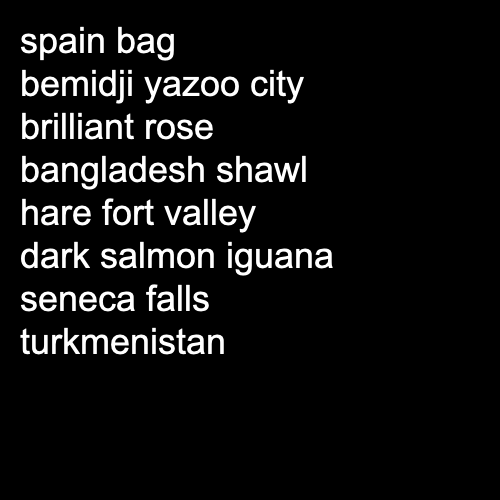 spain bag
bemidji yazoo city
brilliant rose
bangladesh shawl
hare fort valley
dark salmon iguana
seneca falls
turkmenistan